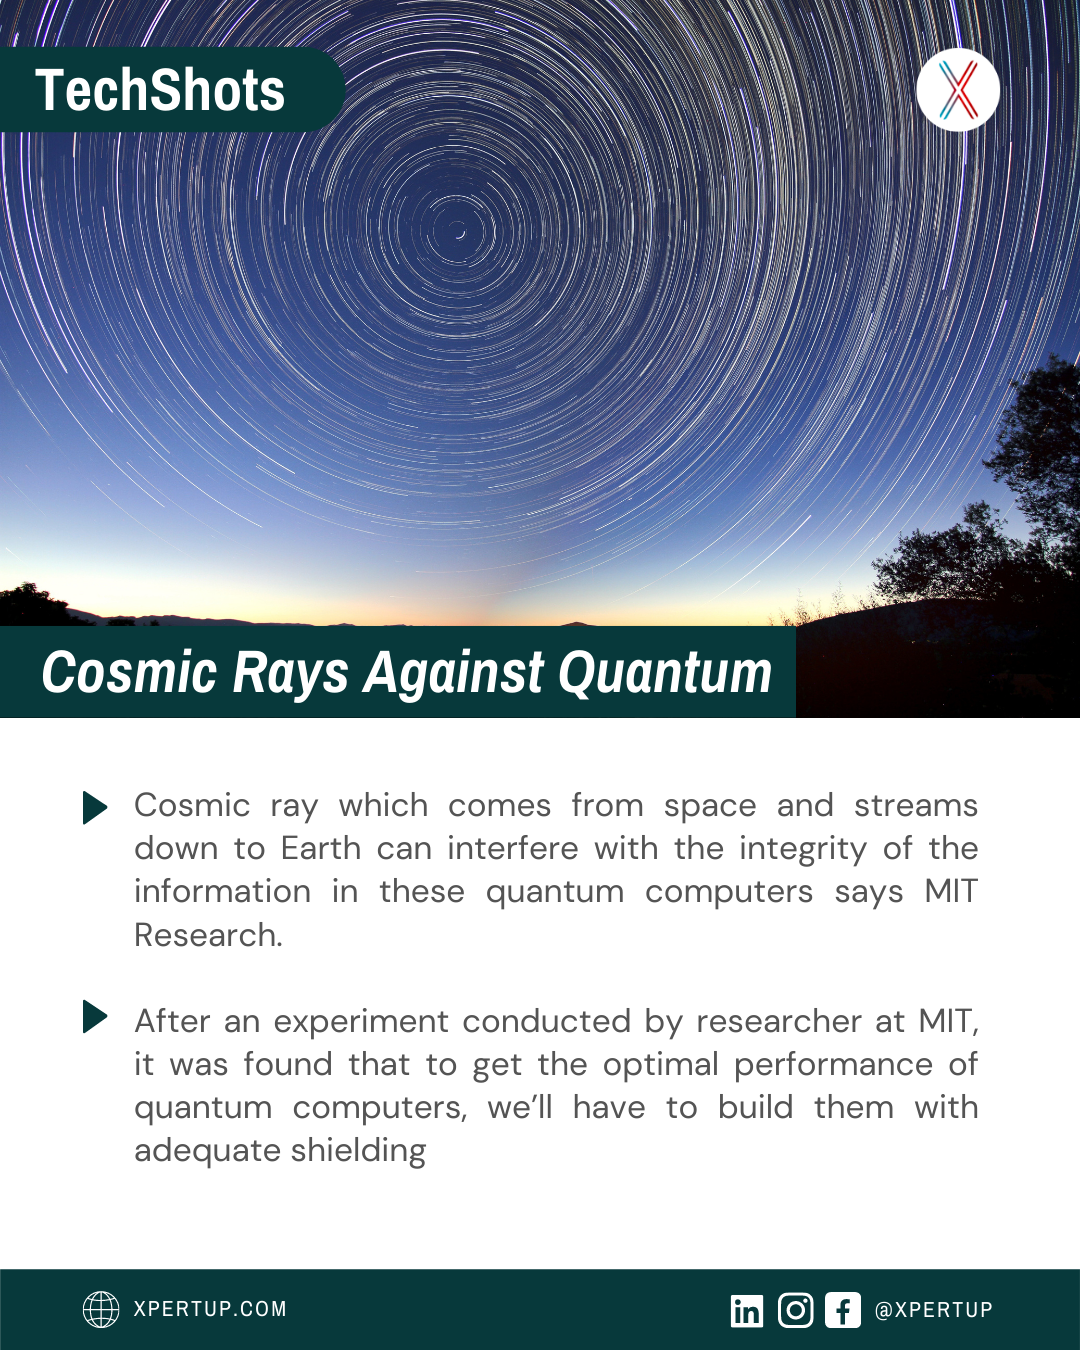 TechShots
X
Cosmic Rays Against Quantum
Cosmic ray which comes from space and streams
down to Earth can interfere with the integrity of the
information in these quantum computers says MIT
Research.
After an experiment conducted by researcher at MIT,
it was found that to get the optimal performance of
quantum computers, we’ll have to build them with
adequate shielding
XPERTUP.COM
in
@XPERTUP